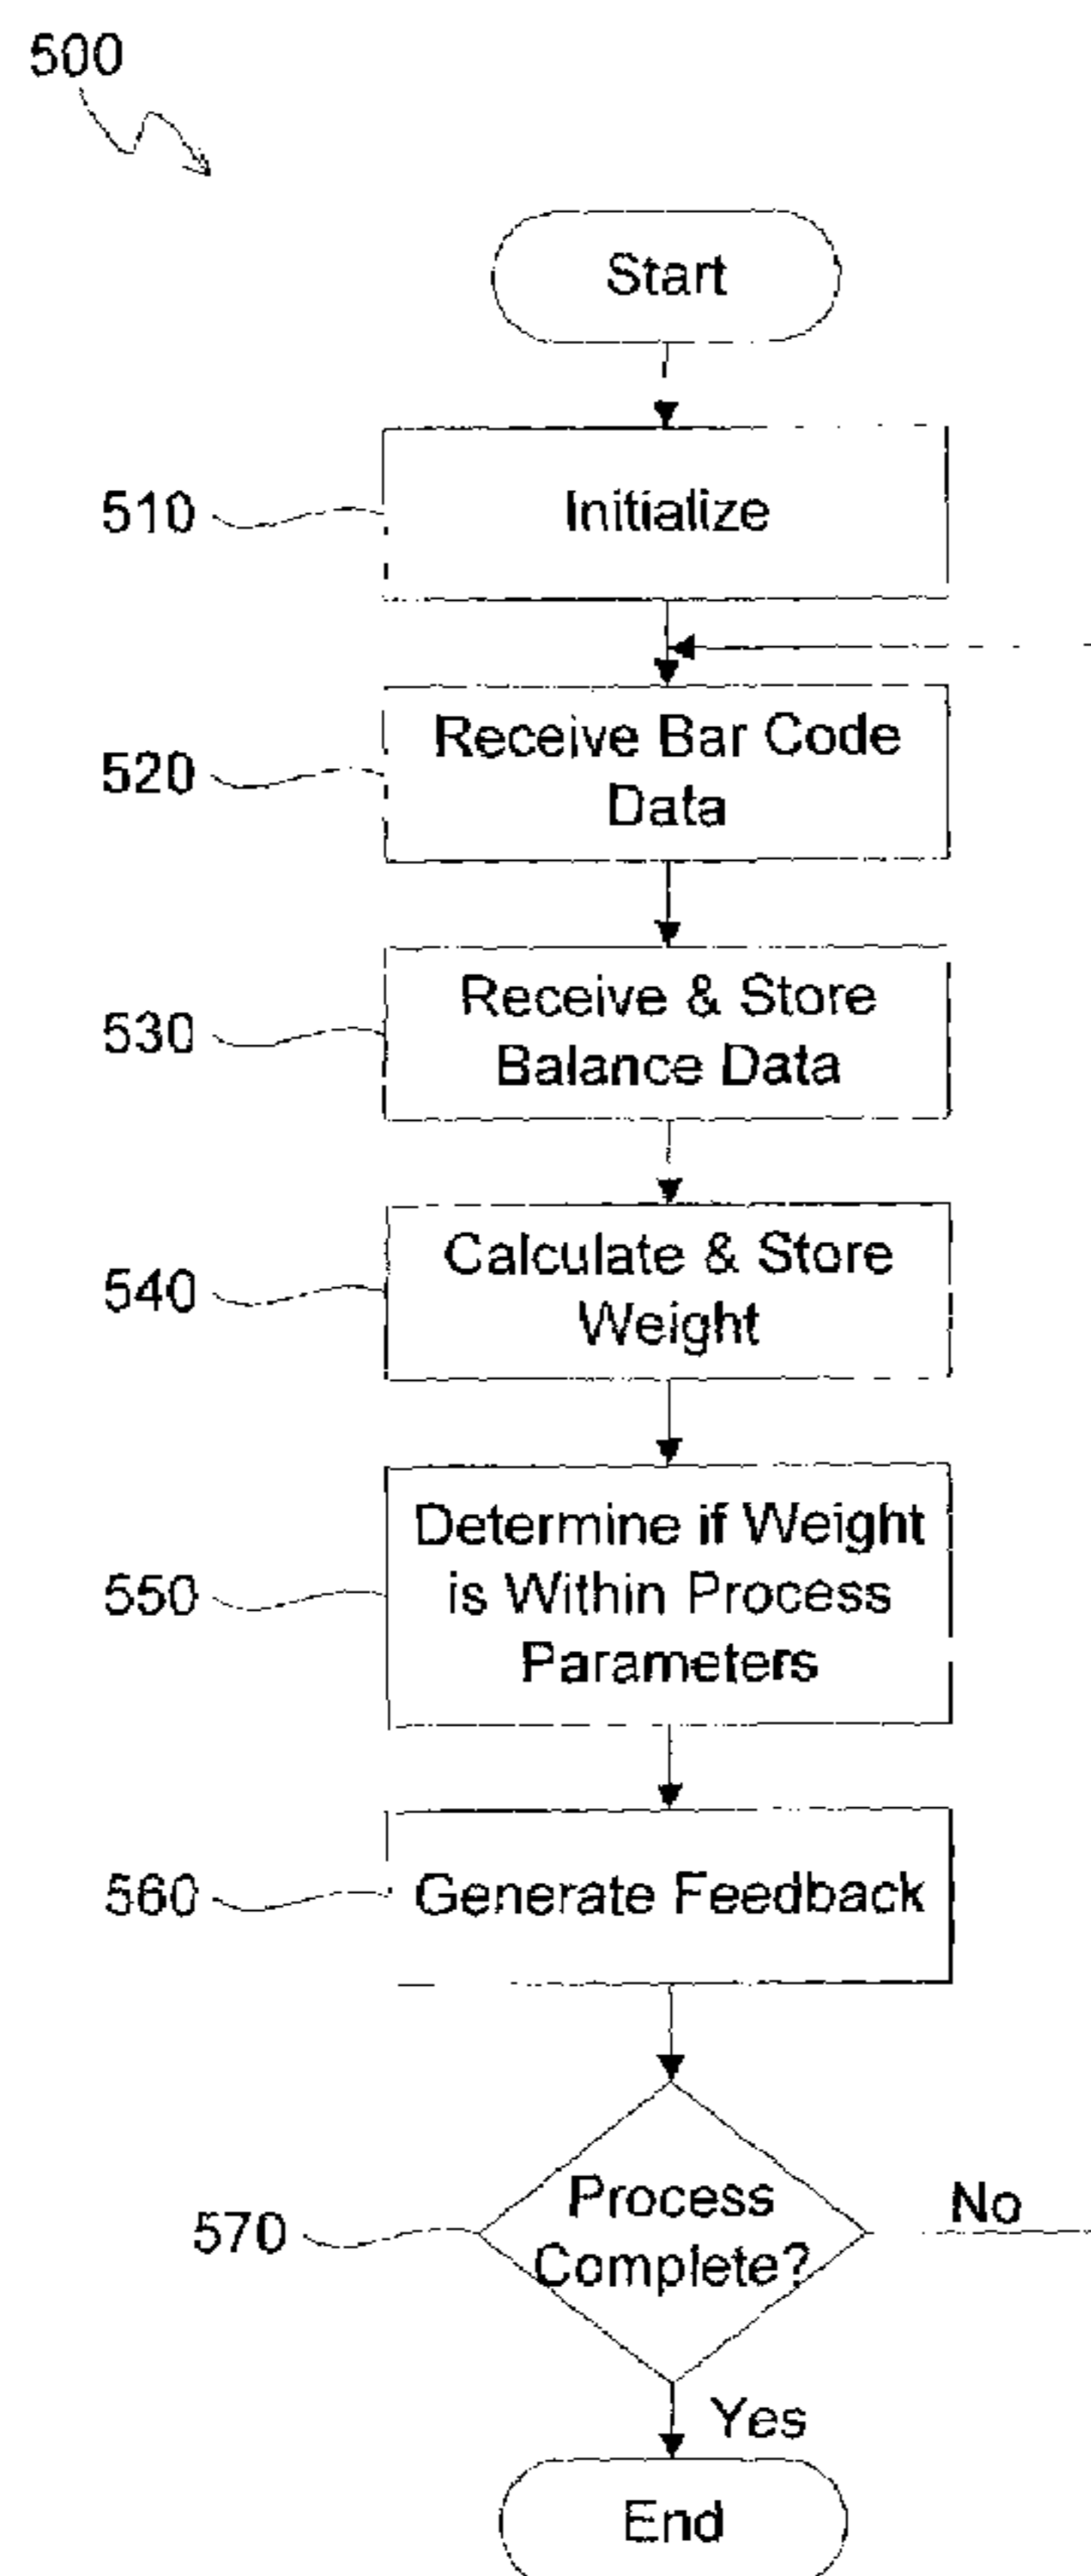 500
Start
510
Initialize
520
Receive Bar Code
Data
530
Receive & Store
Balance Data
540
Calculate & Store
Weight
550
Determine if Weight
is Within Process
Parameters
560
Generate Feedback
570
Process
Complete?
No
Yes
End